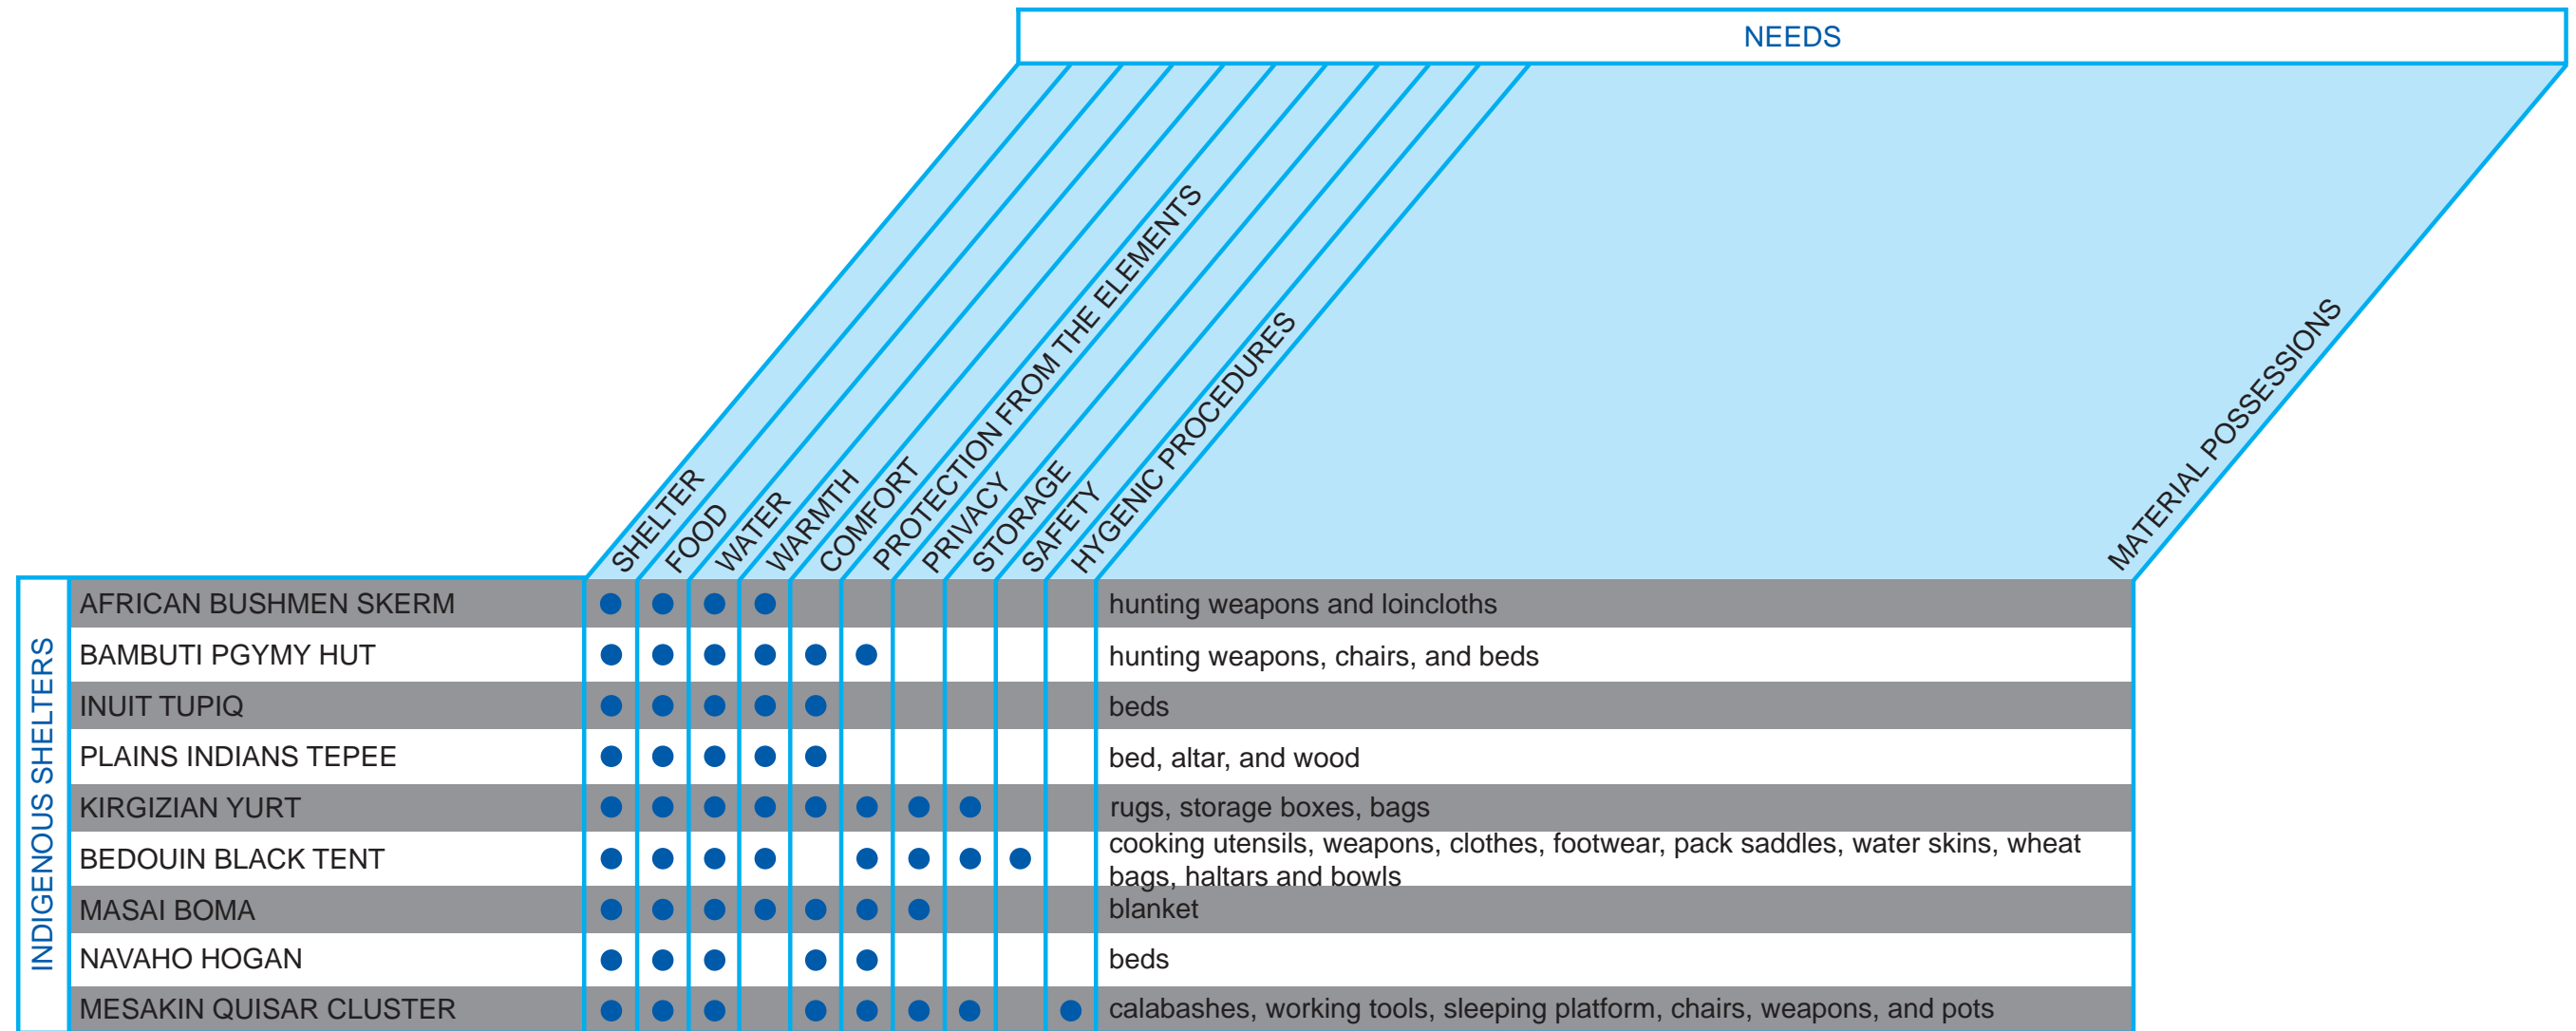 NEEDS
SHELTER
FOOD
WATER
WARMTH
COMFORT
PROTECTION FROM THE ELEMENTS
PRIVACY
STORAGE
SAFETY
HYGENIC PROCEDURES
MATERIAL POSSESSIONS
INDIGENOUS SHELTERS
AFRICAN BUSHMEN SKERM
hunting weapons and loincloths
BAMBUTI PGYMY HUT
hunting weapons, chairs, and beds
INUIT TUPIQ
beds
PLAINS INDIANS TEPEE
bed, altar, and wood
KIRGIZIAN YURT
rugs, storage boxes, bags
BEDOUIN BLACK TENT
cooking utensils, weapons, clothes, footwear, pack saddles, water skins, wheat
bags, haltars and bowls
MASAI BOMA
blanket
NAVAHO HOGAN
beds
MESAKIN QUISAR CLUSTER
calabashes, working tools, sleeping platform, chairs, weapons, and pots